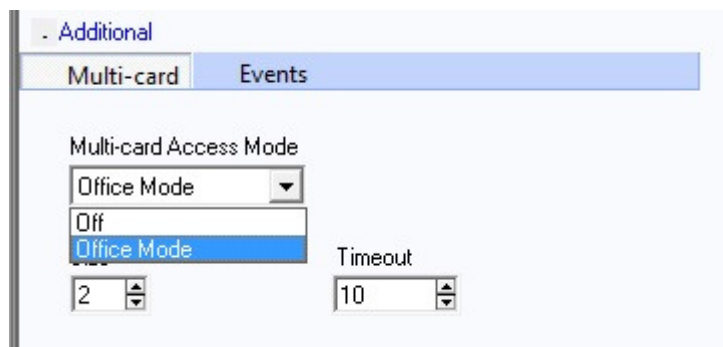 - Additional
Multi-card Events
Multi-card Access Mode
Office Mode
Off
Office Mode
Timeout
2 10